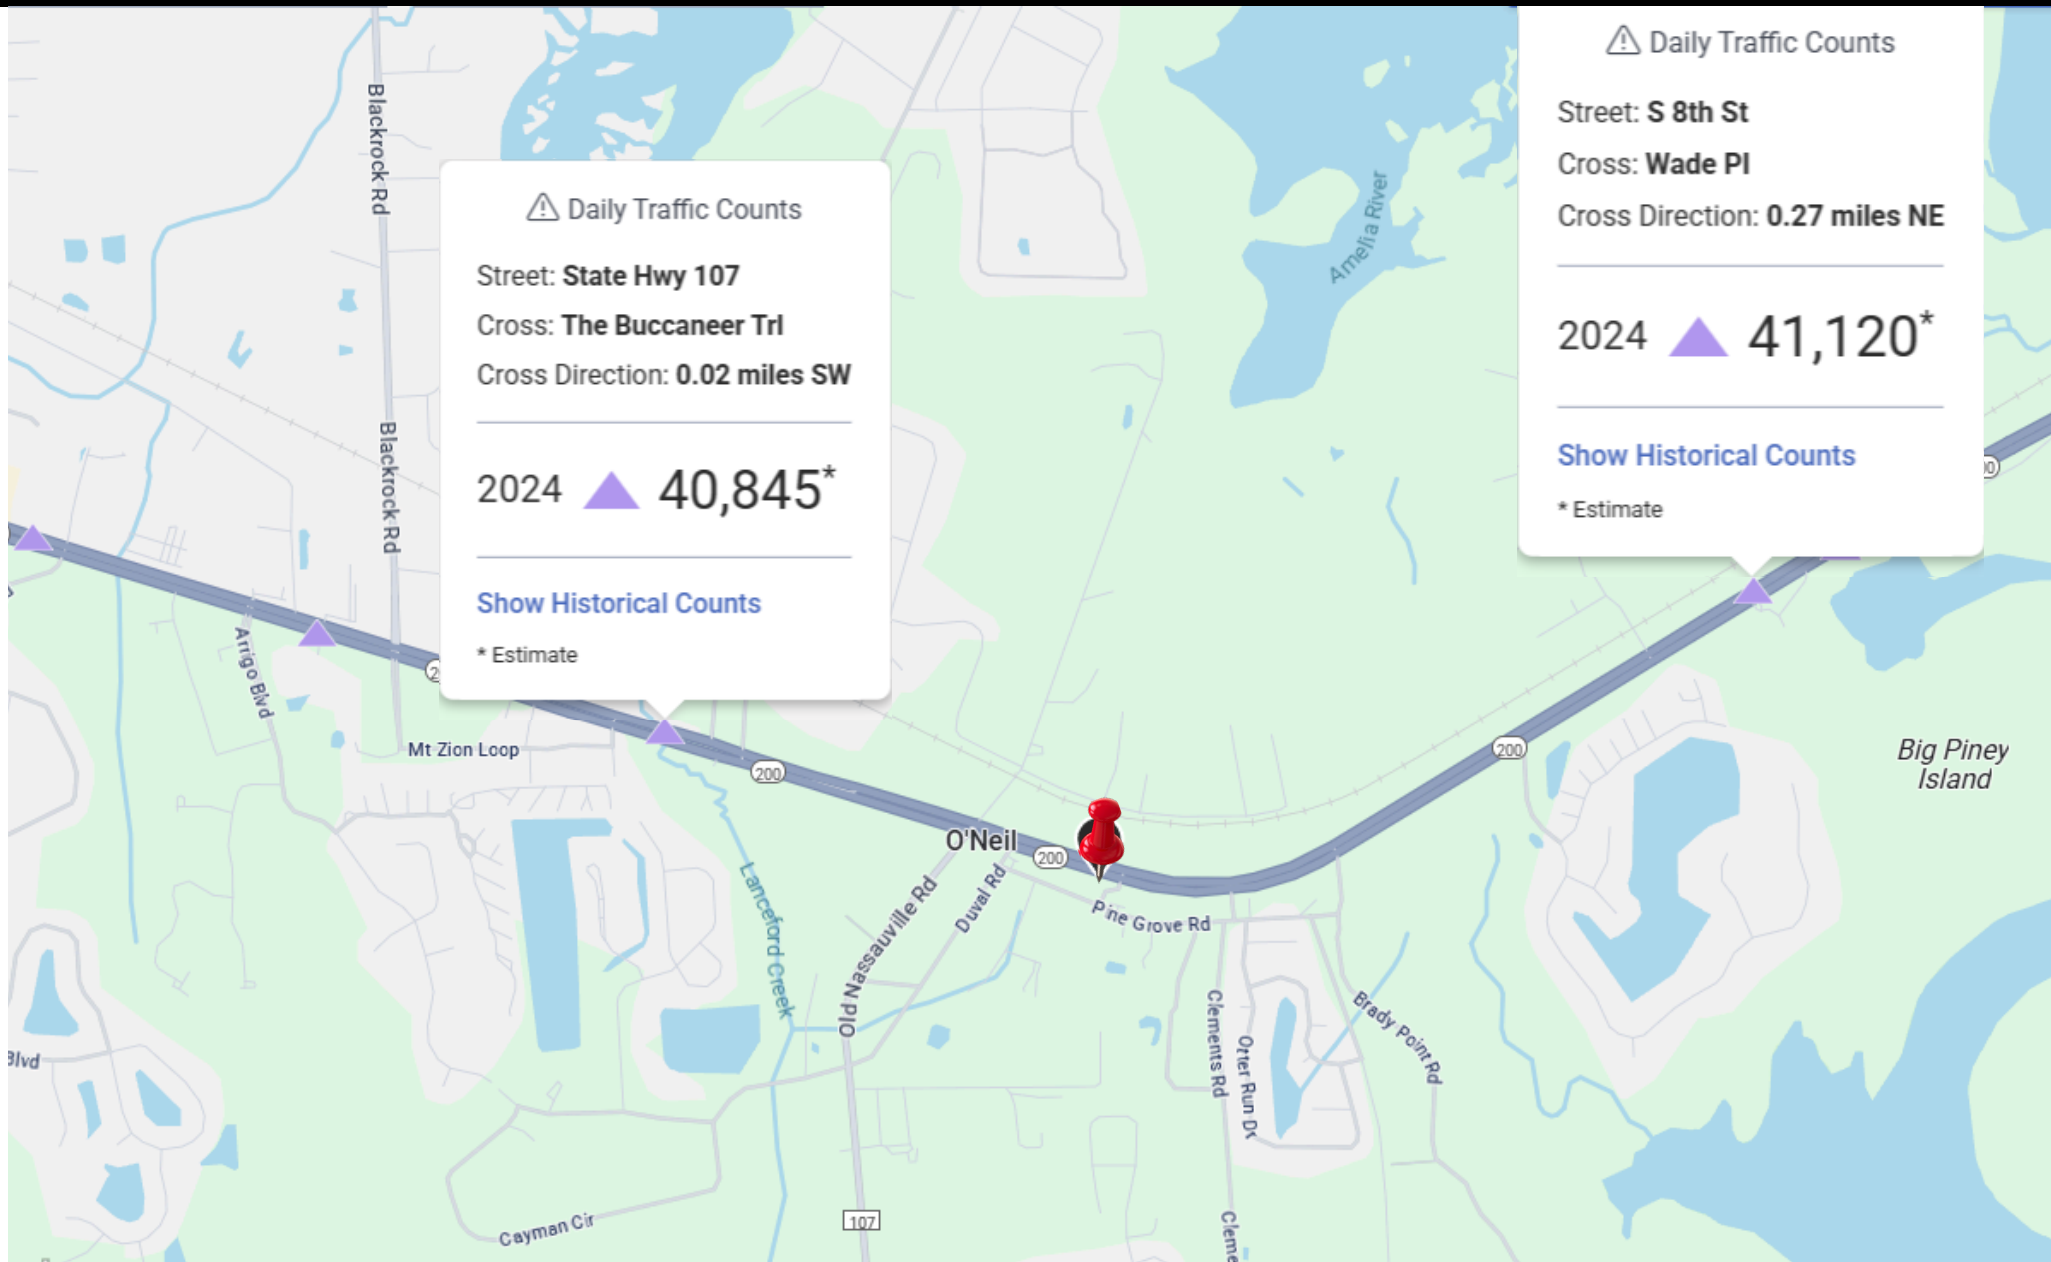 Daily Traffic Counts
Street: State Hwy 107
Cross: The Buccaneer Trl
Cross Direction: 0.02 miles SW
2024 40,845*
Show Historical Counts
* Estimate
Daily Traffic Counts
Street: S 8th St
Cross: Wade Pl
Cross Direction: 0.27 miles NE
2024 41,120*
Show Historical Counts
* Estimate
Blackrock Rd
Blackrock Rd
Amelia River
Arrigo Blvd
Mt Zion Loop
200
O'Neil
200
200
Big Piney
Island
Pine Grove Rd
Duval Rd
Old Nassauville Rd
Lanceford Creek
Clements Rd
Otter Run Dr
Brady Point Rd
Blvd
Cayman Cir
107